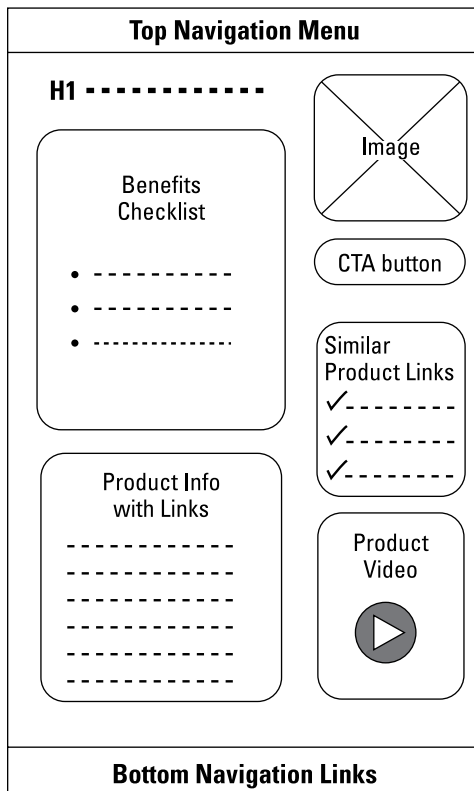 Top Navigation Menu
H1
Benefits
Checklist
Product Info
with Links
Image
CTA button
Similar
Product Links
Product
Video
Bottom Navigation Links